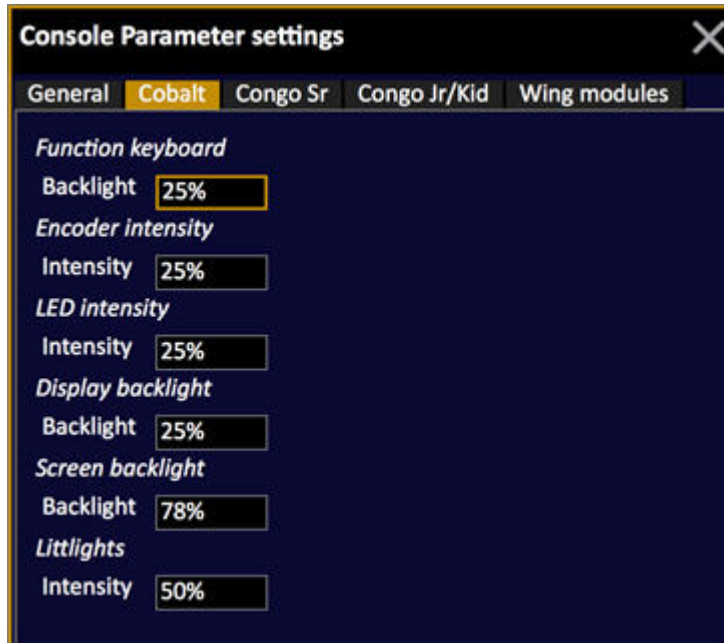 Console Parameter settings
General Cobalt Congo Sr Congo Jr/Kid Wing modules
Function keyboard
Backlight 25%
Encoder intensity
Intensity 25%
LED intensity
Intensity 25%
Display backlight
Backlight 25%
Screen backlight
Backlight 78%
Littlights
Intensity 50%